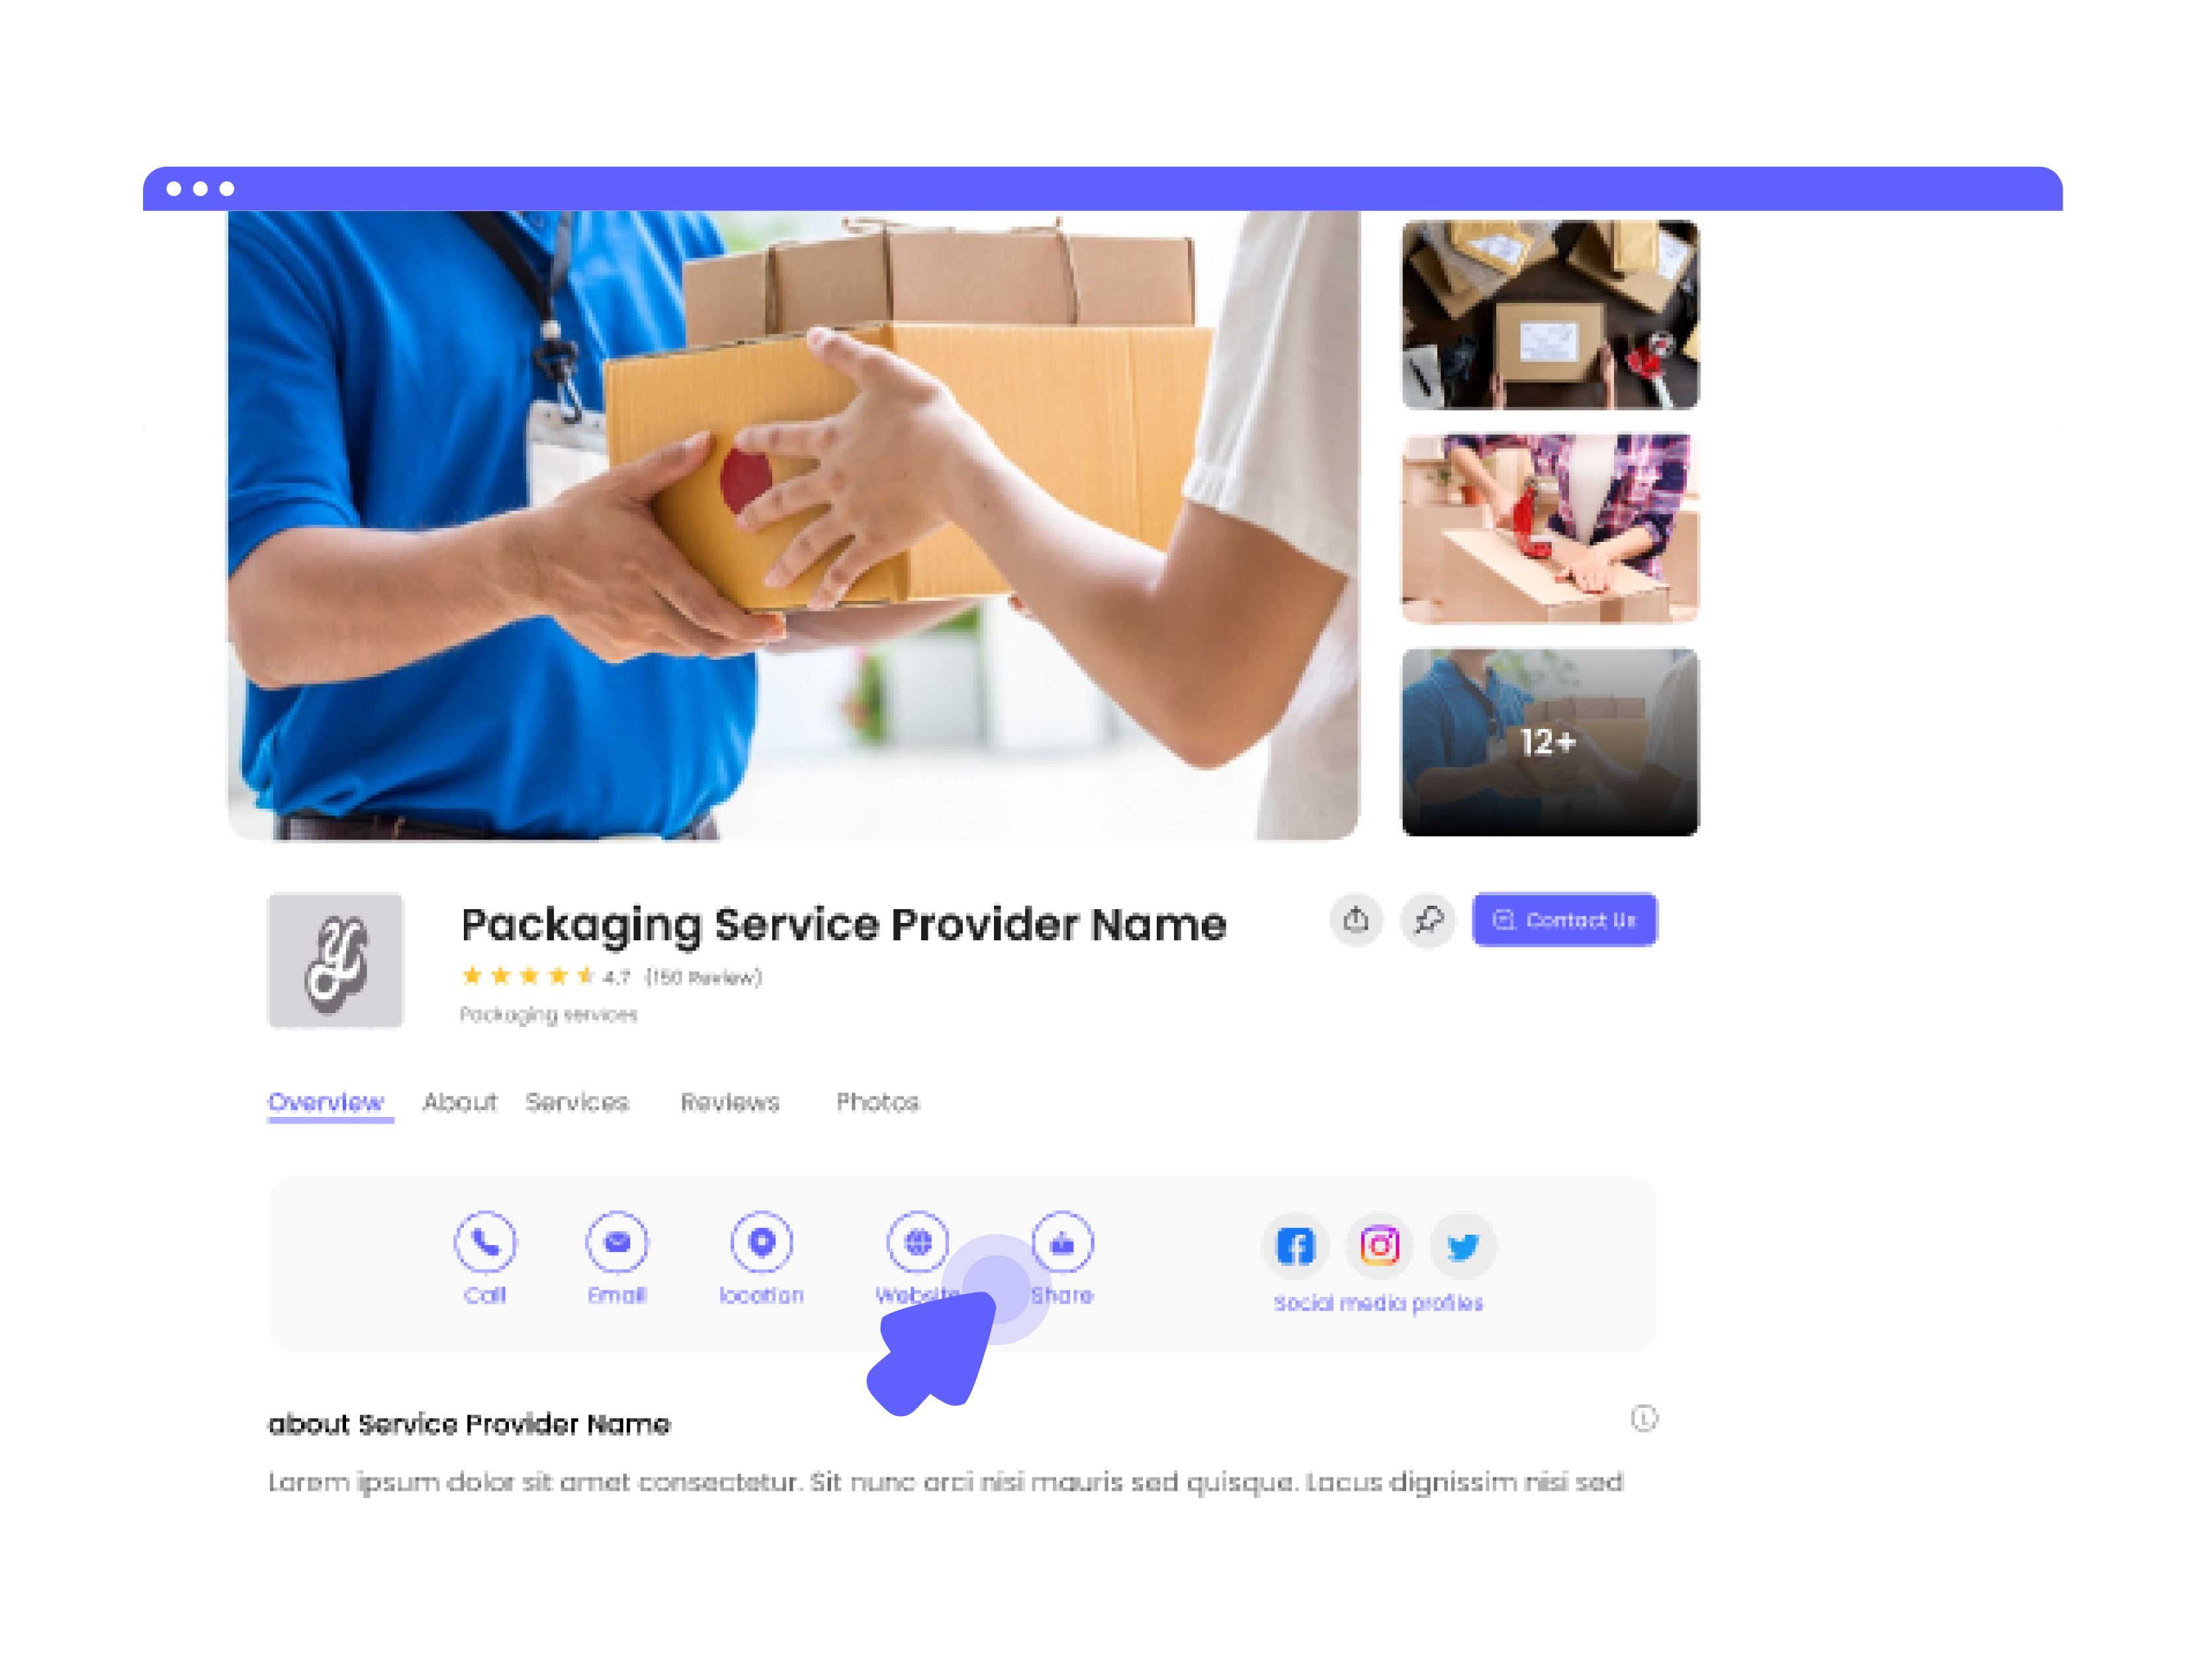 12+
Packaging Service Provider Name
Contact Us
4.7 (150 Review)
Packaging services
Overview About Services Reviews Photos
Call Email location Website Share
Social media profiles
about Service Provider Name
Lorem ipsum dolor sit amet consectetur. Sit nunc orci nisi mauris sed quisque. Lacus dignissim nisi sed